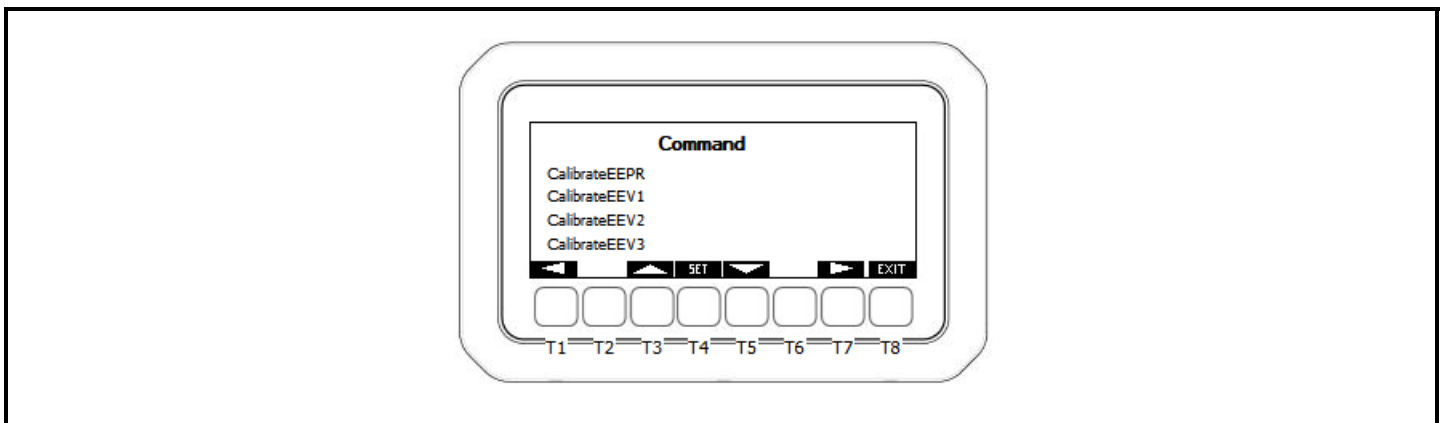 Command
CalibrateEEPR
CalibrateEEV1
CalibrateEEV2
CalibrateEEV3
SET EXIT
T1 T2 T3 T4 T5 T6 T7 T8